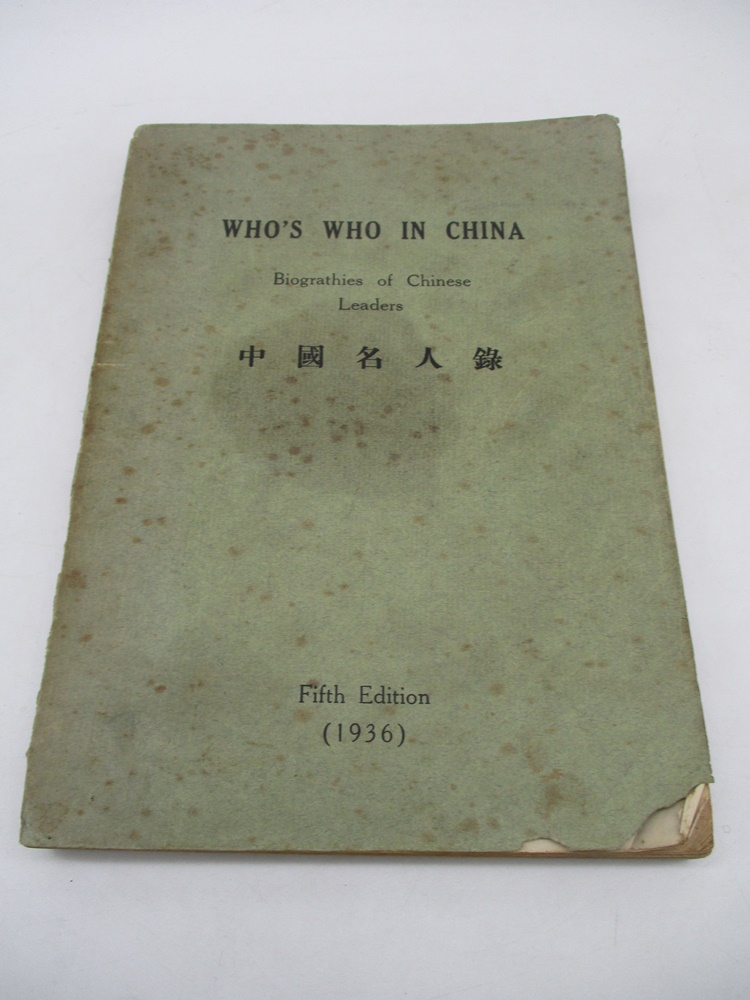 WHO'S WHO IN CHINA
Biograthies of Chinese
Leaders
中國名人錄
Fifth Edition
(1936)